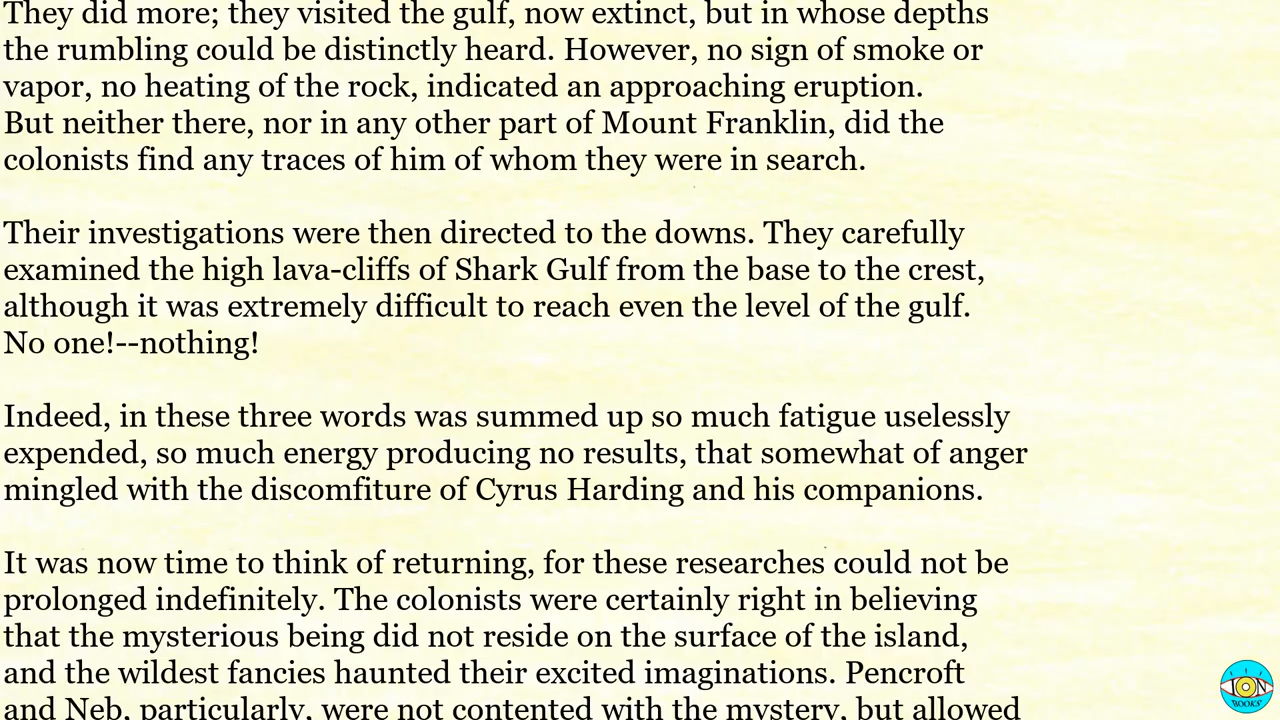 They did more; they visited the gulf, now extinct, but in whose depths
the rumbling could be distinctly heard. However, no sign of smoke or
vapor, no heating of the rock, indicated an approaching eruption.
But neither there, nor in any other part of Mount Franklin, did the
colonists find any traces of him of whom they were in search.
Their investigations were then directed to the downs. They carefully
examined the high lava-cliffs of Shark Gulf from the base to the crest,
although it was extremely difficult to reach even the level of the gulf.
No one!--nothing!
Indeed, in these three words was summed up so much fatigue uselessly
expended, so much energy producing no results, that somewhat of anger
mingled with the discomfiture of Cyrus Harding and his companions.
It was now time to think of returning, for these researches could not be
prolonged indefinitely. The colonists were certainly right in believing
that the mysterious being did not reside on the surface of the island,
and the wildest fancies haunted their excited imaginations. Pencroft
and Neb, particularly, were not contented with the mystery, but allowed
ION
BOOKS